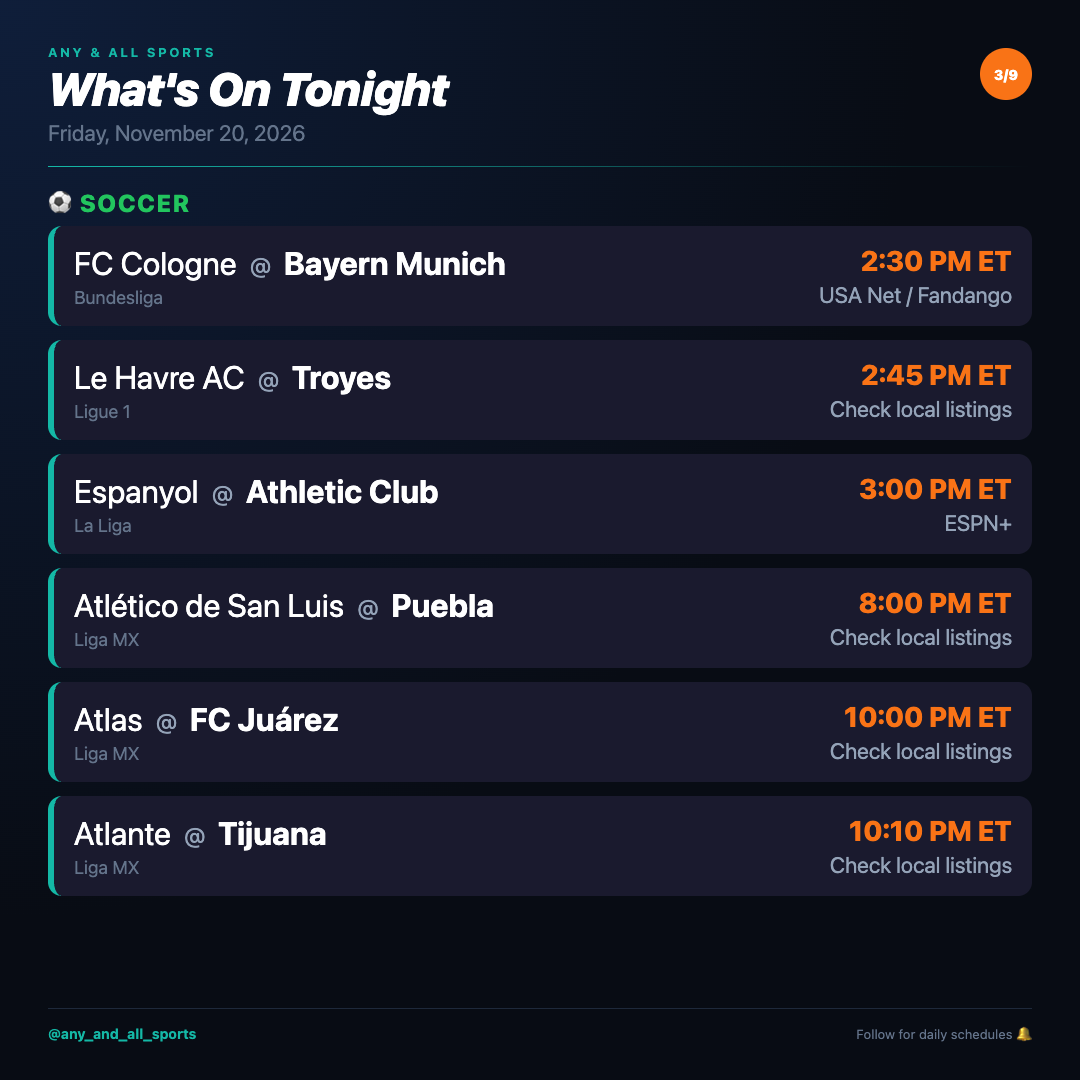 ANY & ALL SPORTS
What's On Tonight
Friday, November 20, 2026
3/9
⚽ SOCCER
FC Cologne @ Bayern Munich
Bundesliga
2:30 PM ET
USA Net / Fandango
Le Havre AC @ Troyes
Ligue 1
2:45 PM ET
Check local listings
Espanyol @ Athletic Club
La Liga
3:00 PM ET
ESPN+
Atlético de San Luis @ Puebla
Liga MX
8:00 PM ET
Check local listings
Atlas @ FC Juárez
Liga MX
10:00 PM ET
Check local listings
Atlante @ Tijuana
Liga MX
10:10 PM ET
Check local listings
@any_and_all_sports
Follow for daily schedules 🔔